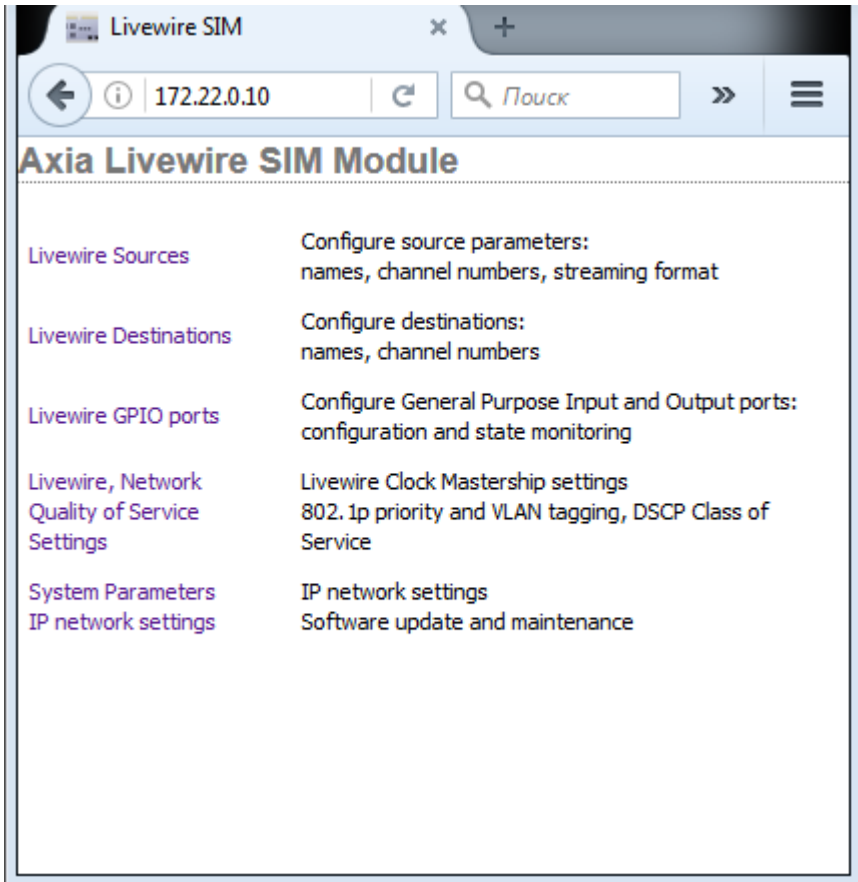 Livewire SIM
172.22.0.10
Поиск
Axia Livewire SIM Module
Livewire Sources
Configure source parameters:
names, channel numbers, streaming format
Livewire Destinations
Configure destinations:
names, channel numbers
Livewire GPIO ports
Configure General Purpose Input and Output ports:
configuration and state monitoring
Livewire, Network
Quality of Service
Settings
Livewire Clock Mastership settings
802.1p priority and VLAN tagging, DSCP Class of
Service
System Parameters
IP network settings
IP network settings
Software update and maintenance